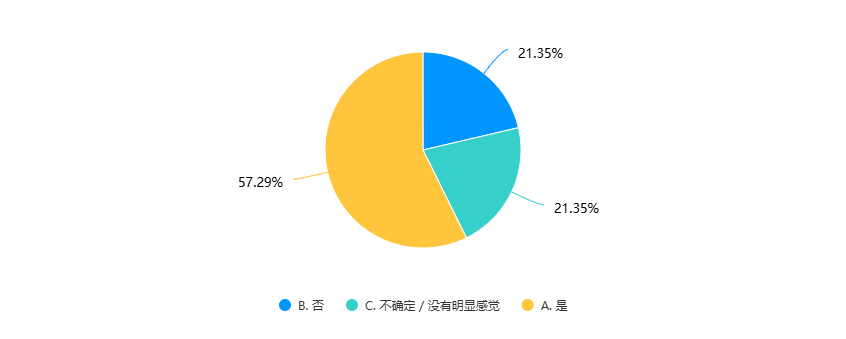 21.35%
57.29%
21.35%
B. 否
C. 不确定 / 没有明显感觉
A. 是